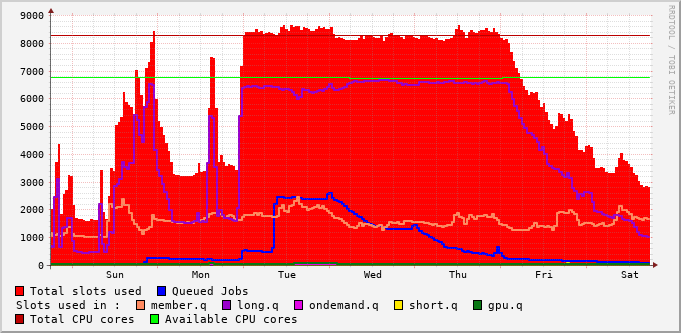 9000
8000
7000
6000
5000
4000
3000
2000
1000
0
Sun Mon Tue Wed Thu Fri Sat
RRDTOOL / TOBI OETIKER
Total slots used Queued Jobs
Slots used in : member.q long.q ondemand.q short.q gpu.q
Total CPU cores Available CPU cores